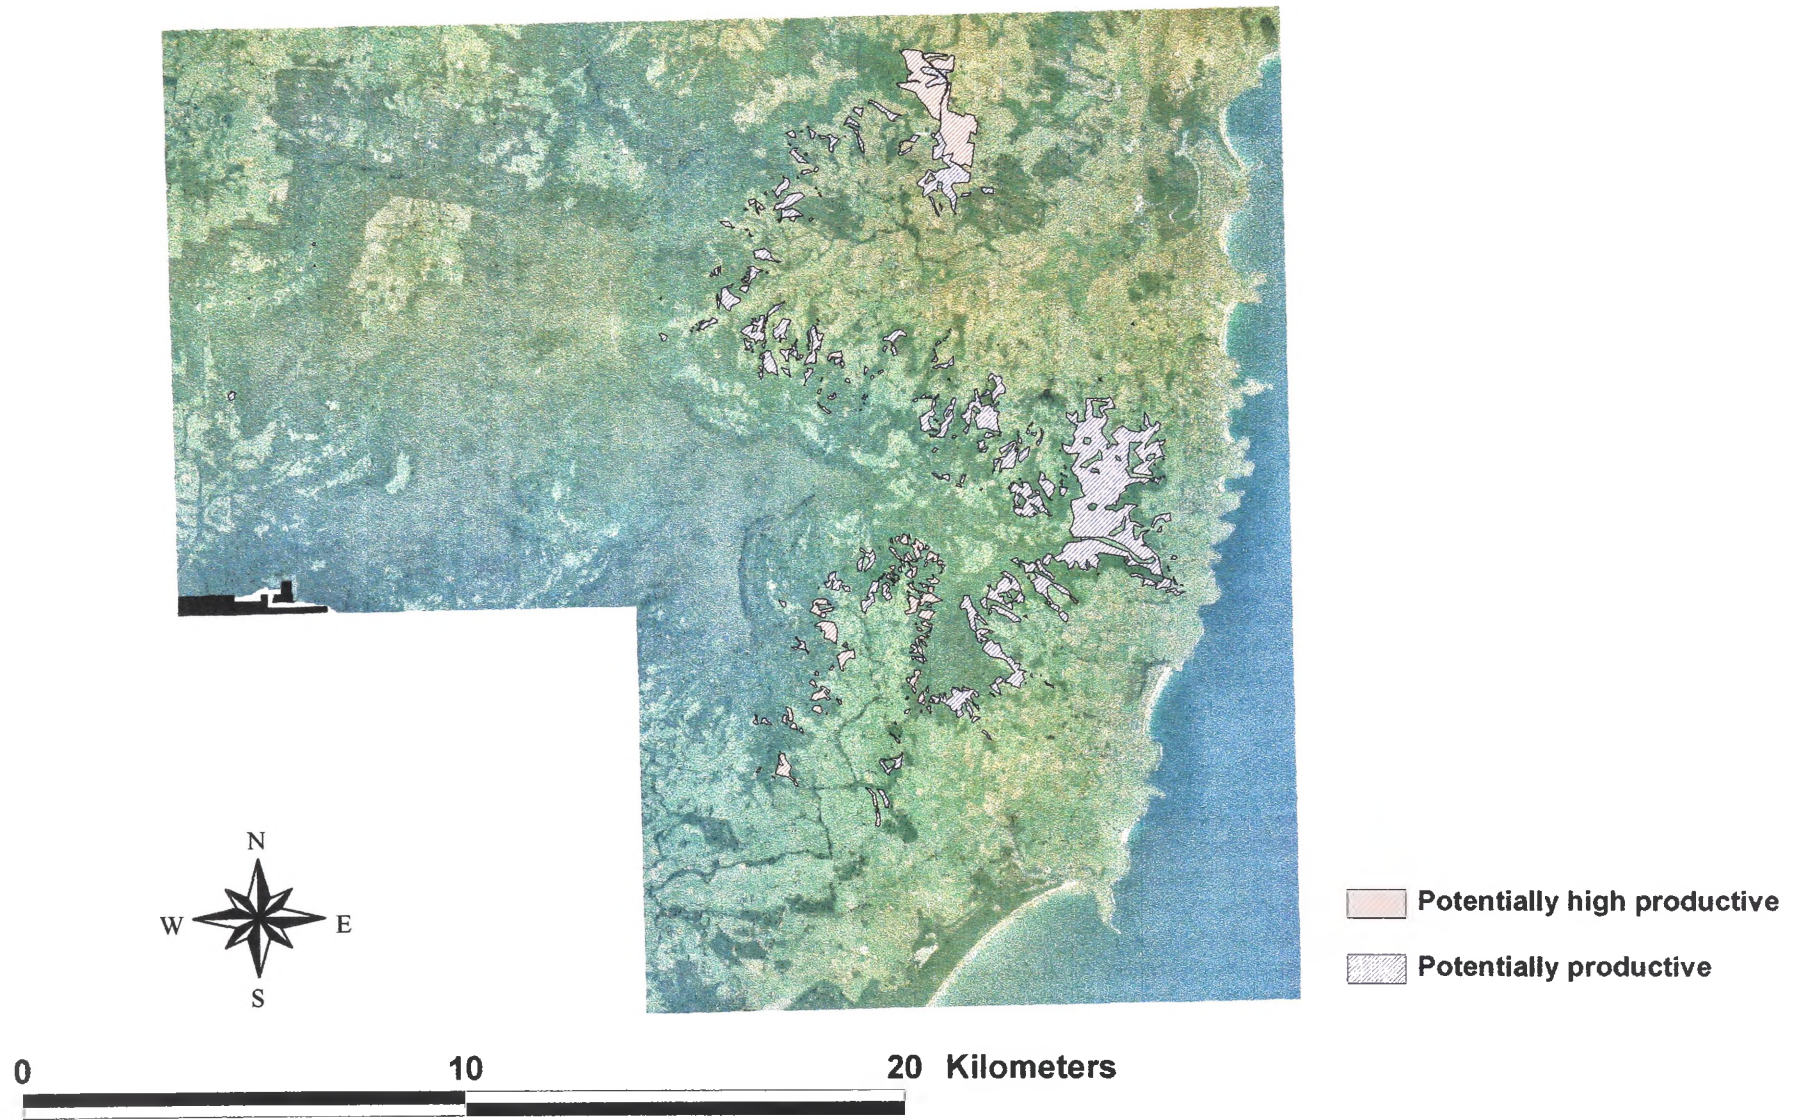 N
W E
S
Potentially high productive
Potentially productive
0 10 20 Kilometers